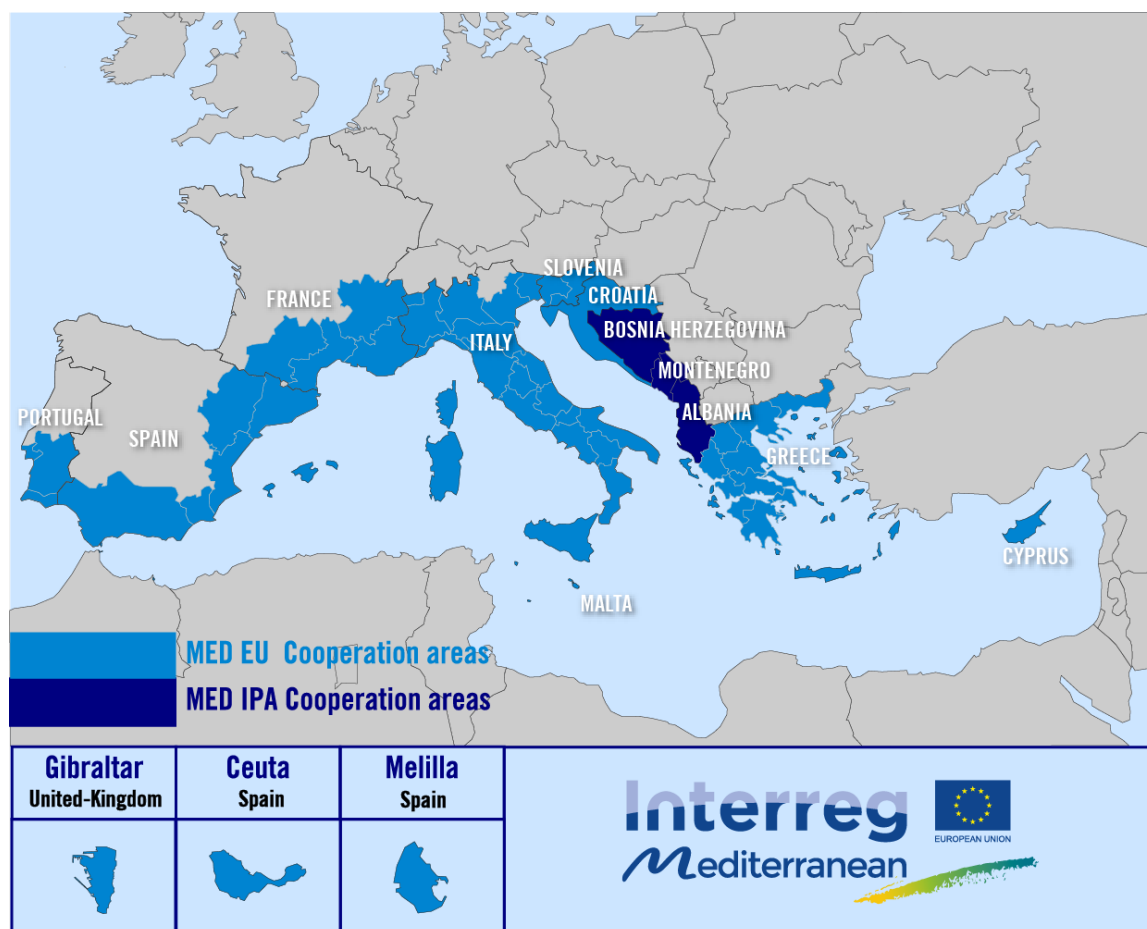 SLOVENIA
CROATIA
FRANCE
BOSNIA HERZEGOVINA
ITALY
MONTENEGRO
PORTUGAL
ALBANIA
SPAIN
GREECE
CYPRUS
MALTA
MED EU Cooperation areas
MED IPA Cooperation areas
Gibraltar
United-Kingdom
Ceuta
Spain
Melilla
Spain
Interreg
EUROPEAN UNION
Mediterranean